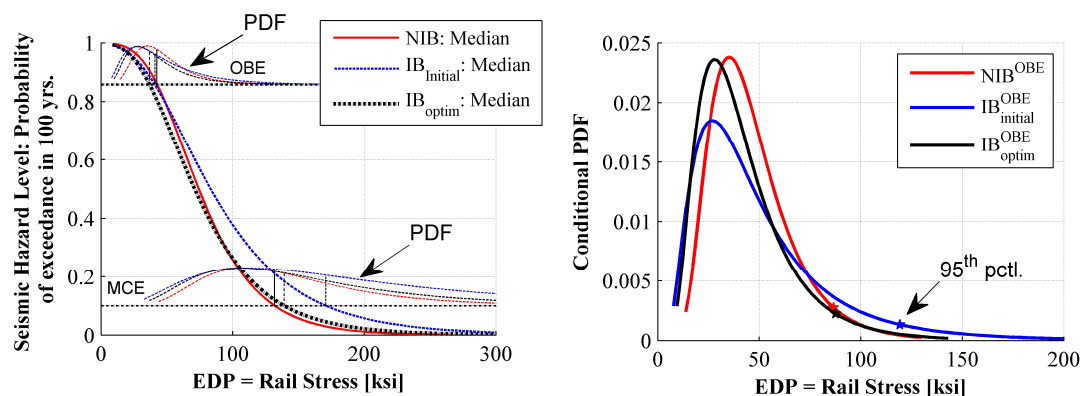 Seismic Hazard Level: Probability
of exceedance in 100 yrs.
1
0.8
0.6
0.4
0.2
0
0
100
200
300
EDP = Rail Stress [ksi]
PDF
OBE
NIB: Median
IB_Initial: Median
IB_optim: Median
PDF
MCE
Conditional PDF
0.025
0.02
0.015
0.01
0.005
0
0
50
100
150
200
EDP = Rail Stress [ksi]
NIB^OBE
IB^OBE_initial
IB^OBE_optim
95th pctl.